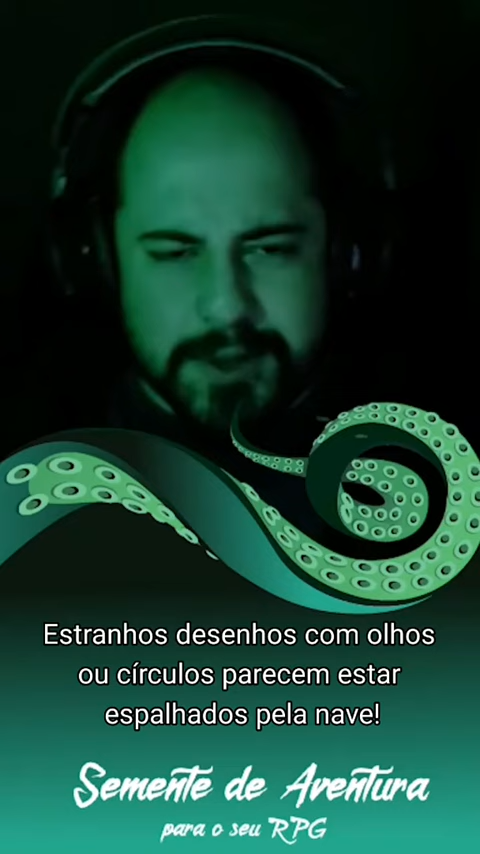 Estranhos desenhos com olhos
ou círculos parecem estar
espalhados pela nave!
Semente de Aventura
para o seu RPG